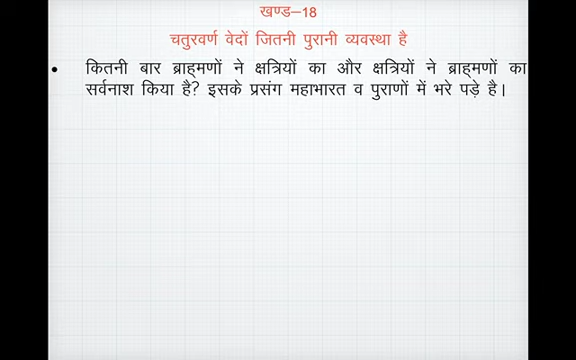 खण्ड–18
चतुरवर्ण वेदों जितनी पुरानी व्यवस्था है
• कितनी बार ब्राह्मणों ने क्षत्रियों का और क्षत्रियों ने ब्राह्मणों का
सर्वनाश किया है? इसके प्रसंग महाभारत व पुराणों में भरे पड़े है।